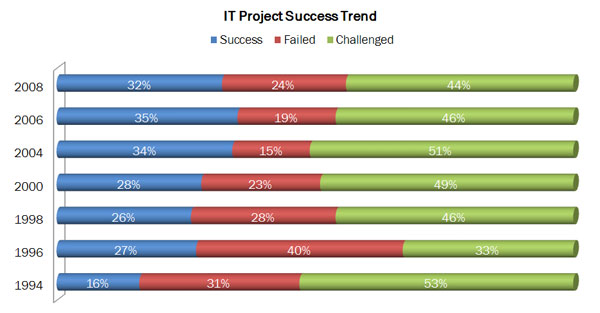 IT Project Success Trend
Success Failed Challenged
2008 32% 24% 44%
2006 35% 19% 46%
2004 34% 15% 51%
2000 28% 23% 49%
1998 26% 28% 46%
1996 27% 40% 33%
1994 16% 31% 53%